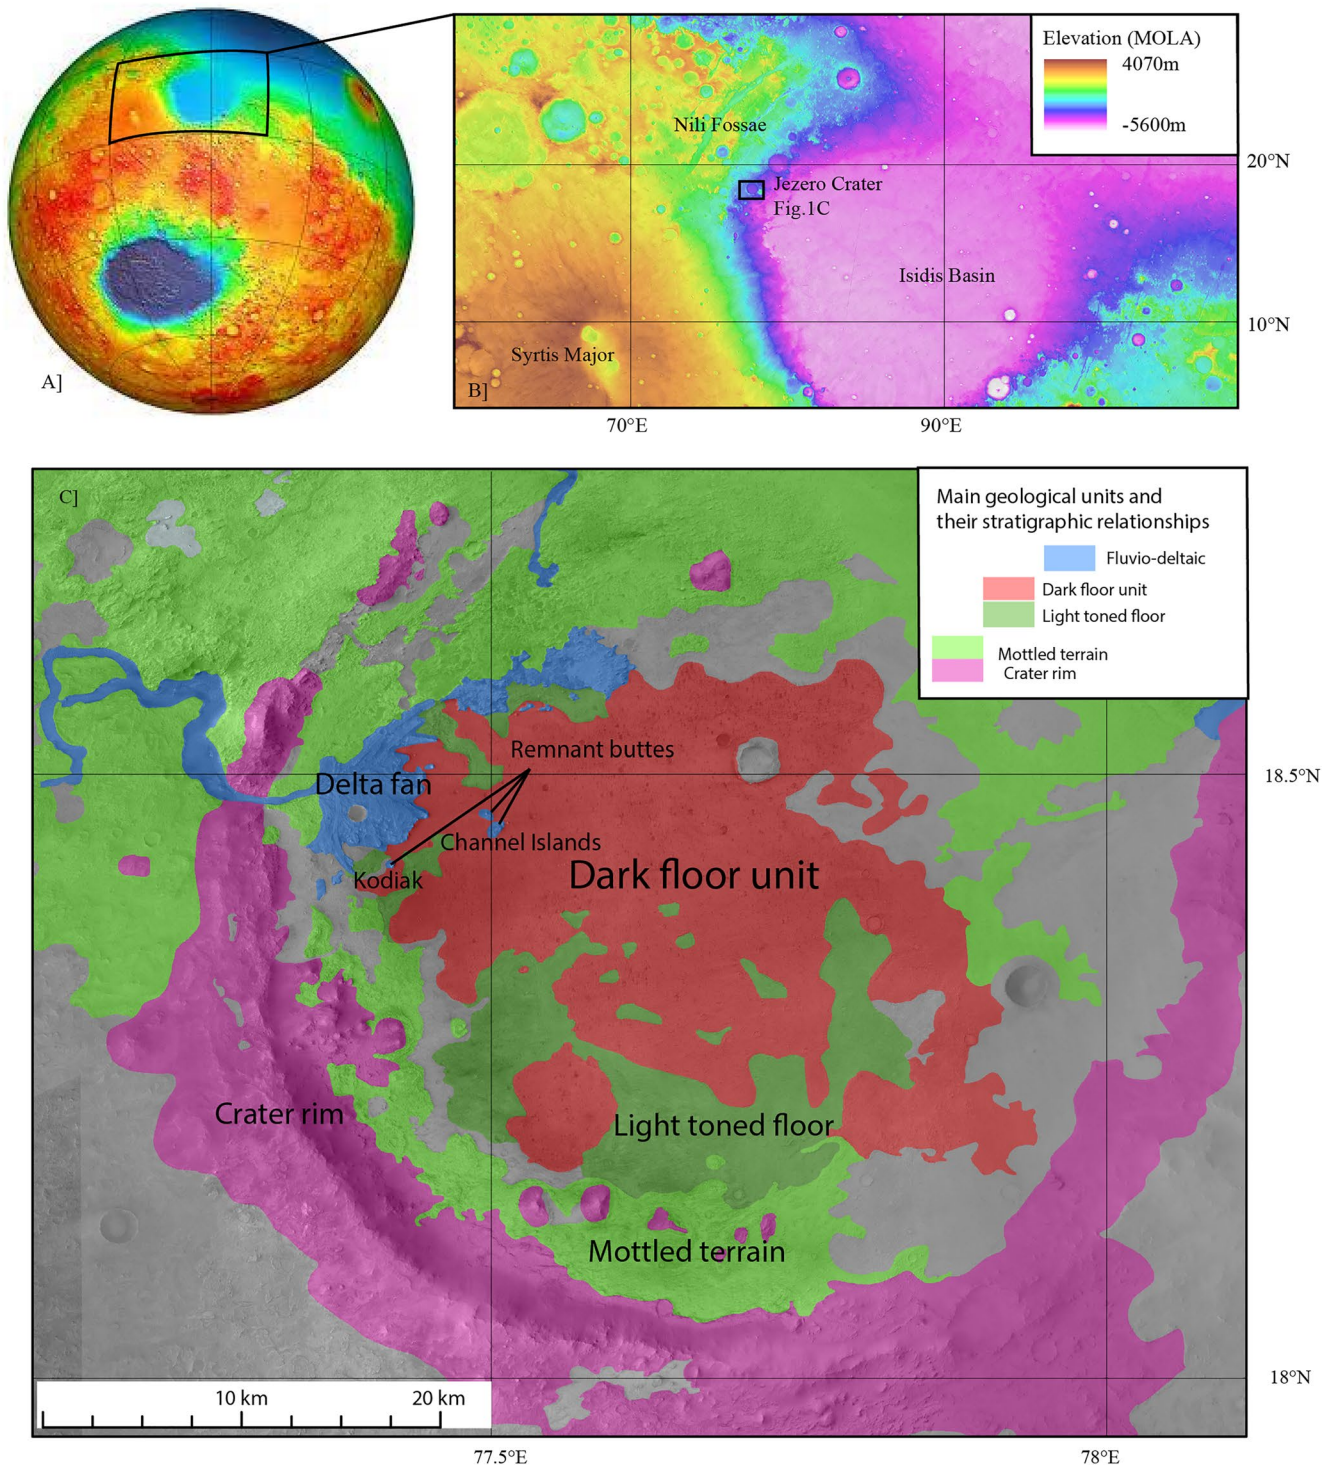 A]
Elevation (MOLA)
4070m
-5600m
Nili Fossae
Jezero Crater
Fig.1C
Isidis Basin
Syrtis Major
B]
20°N
10°N
70°E
90°E
C]
Main geological units and
their stratigraphic relationships
Fluvio-deltaic
Dark floor unit
Light toned floor
Mottled terrain
Crater rim
Remnant buttes
Delta fan
Channel Islands
Kodiak
Dark floor unit
Crater rim
Light toned floor
Mottled terrain
10 km
20 km
18.5°N
18°N
77.5°E
78°E